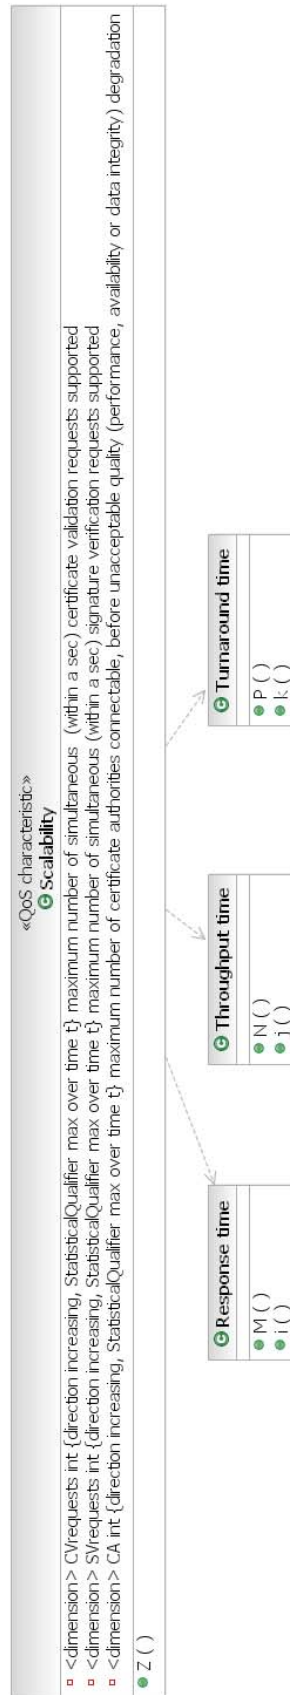 «QoS characteristic»
Scalability
<dimension> CVrequests int {direction increasing, StatisticalQualifier max over time t} maximum number of simultaneous (within a sec) certificate validation requests supported
<dimension> SVrequests int {direction increasing, StatisticalQualifier max over time t} maximum number of simultaneous (within a sec) signature verification requests supported
<dimension> CA int {direction increasing, StatisticalQualifier max over time t} maximum number of certificate authorities connectable, before unacceptable quality (performance, availability or data integrity) degradation
Z ( )
Response time
M ( )
i ( )
Throughput time
N ( )
j ( )
Turnaround time
P ( )
k ( )